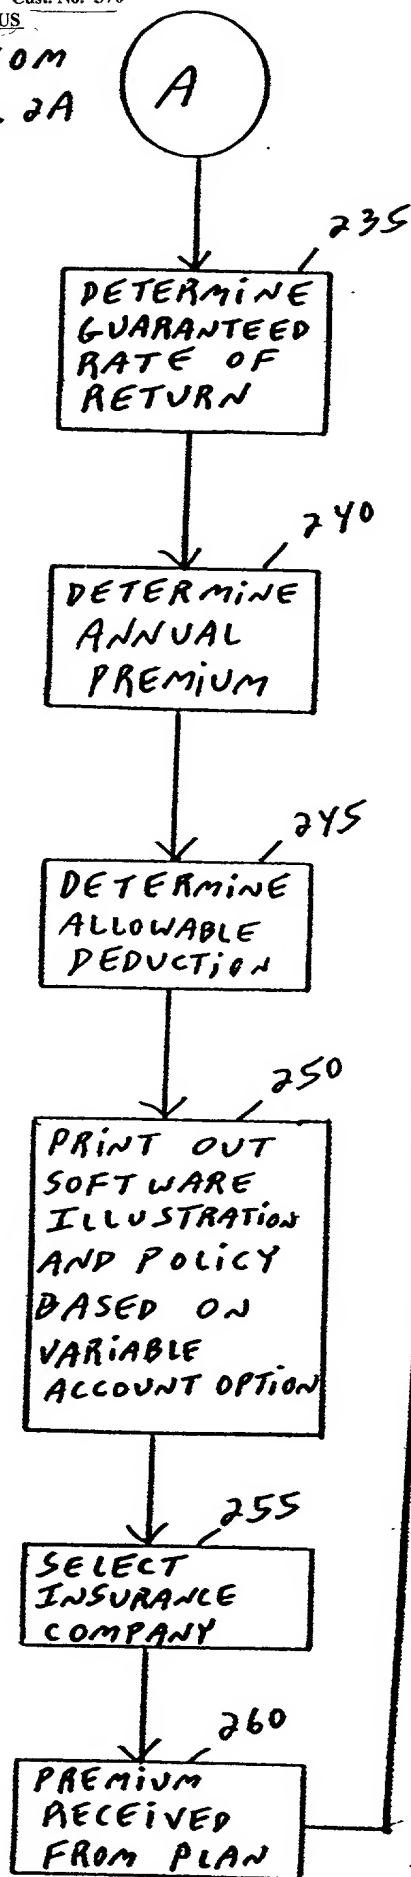 Cust. No. 570
US
OM
2A
A
235
DETERMINE
GUARANTEED
RATE OF
RETURN
240
DETERMINE
ANNUAL
PREMIUM
245
DETERMINE
ALLOWABLE
DEDUCTION
250
PRINT OUT
SOFTWARE
ILLUSTRATION
AND POLICY
BASED ON
VARIABLE
ACCOUNT OPTION
255
SELECT
INSURANCE
COMPANY
260
PREMIUM
RECEIVED
FROM PLAN